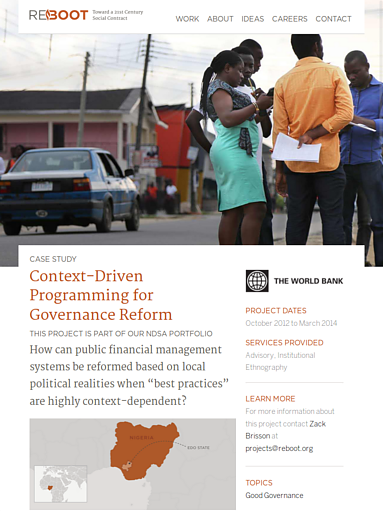 REBOOT
Toward a 21st Century
Social Contract
WORK ABOUT IDEAS CAREERS CONTACT
CASE STUDY
Context-Driven
Programming for
Governance Reform
THIS PROJECT IS PART OF OUR NDSA PORTFOLIO
How can public financial management
systems be reformed based on local
political realities when “best practices”
are highly context-dependent?
NIGERIA
EDO STATE
THE WORLD BANK
PROJECT DATES
October 2012 to March 2014
SERVICES PROVIDED
Advisory, Institutional
Ethnography
LEARN MORE
For more information about
this project contact Zack
Brisson at
projects@reboot.org
TOPICS
Good Governance